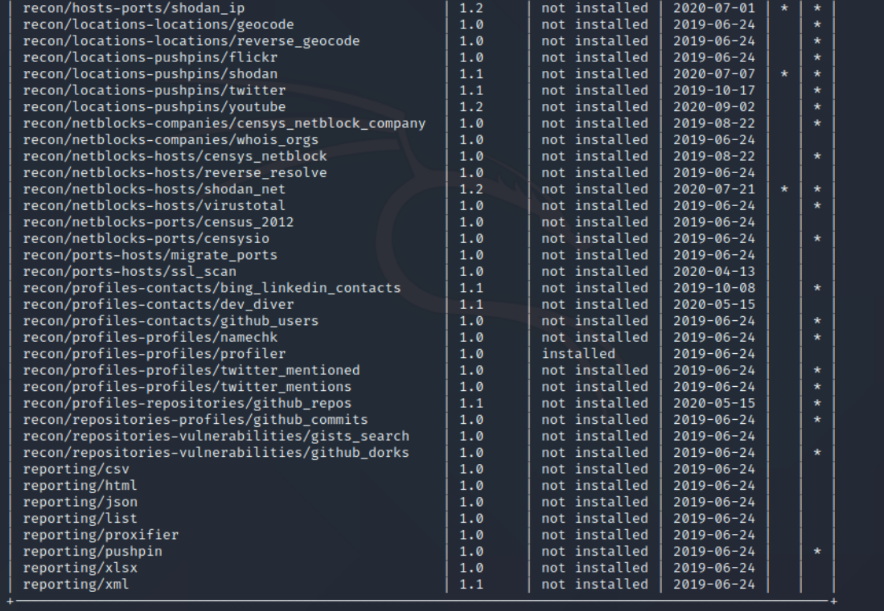 | recon/hosts-ports/shodan_ip | 1.2 | not installed | 2020-07-01 | * | * |
| recon/locations-locations/geocode | 1.0 | not installed | 2019-06-24 | | * |
| recon/locations-locations/reverse_geocode | 1.0 | not installed | 2019-06-24 | | * |
| recon/locations-pushpins/flickr | 1.0 | not installed | 2019-06-24 | | * |
| recon/locations-pushpins/shodan | 1.1 | not installed | 2020-07-07 | * | * |
| recon/locations-pushpins/twitter | 1.1 | not installed | 2019-10-17 | | * |
| recon/locations-pushpins/youtube | 1.2 | not installed | 2020-09-02 | | * |
| recon/netblocks-companies/censys_netblock_company | 1.0 | not installed | 2019-08-22 | | * |
| recon/netblocks-companies/whois_orgs | 1.0 | not installed | 2019-06-24 | | |
| recon/netblocks-hosts/censys_netblock | 1.0 | not installed | 2019-08-22 | | * |
| recon/netblocks-hosts/reverse_resolve | 1.0 | not installed | 2019-06-24 | | |
| recon/netblocks-hosts/shodan_net | 1.2 | not installed | 2020-07-21 | * | * |
| recon/netblocks-hosts/virustotal | 1.0 | not installed | 2019-06-24 | | * |
| recon/netblocks-ports/census_2012 | 1.0 | not installed | 2019-06-24 | | |
| recon/netblocks-ports/censysio | 1.0 | not installed | 2019-06-24 | | * |
| recon/ports-hosts/migrate_ports | 1.0 | not installed | 2019-06-24 | | |
| recon/ports-hosts/ssl_scan | 1.0 | not installed | 2020-04-13 | | |
| recon/profiles-contacts/bing_linkedin_contacts | 1.1 | not installed | 2019-10-08 | | * |
| recon/profiles-contacts/dev_diver | 1.1 | not installed | 2020-05-15 | | |
| recon/profiles-contacts/github_users | 1.0 | not installed | 2019-06-24 | | * |
| recon/profiles-profiles/namechk | 1.0 | not installed | 2019-06-24 | | * |
| recon/profiles-profiles/profiler | 1.0 | installed | 2019-06-24 | | |
| recon/profiles-profiles/twitter_mentioned | 1.0 | not installed | 2019-06-24 | | * |
| recon/profiles-profiles/twitter_mentions | 1.0 | not installed | 2019-06-24 | | * |
| recon/profiles-repositories/github_repos | 1.1 | not installed | 2020-05-15 | | * |
| recon/repositories-profiles/github_commits | 1.0 | not installed | 2019-06-24 | | * |
| recon/repositories-vulnerabilities/gists_search | 1.0 | not installed | 2019-06-24 | | |
| recon/repositories-vulnerabilities/github_dorks | 1.0 | not installed | 2019-06-24 | | * |
| reporting/csv | 1.0 | not installed | 2019-06-24 | | |
| reporting/html | 1.0 | not installed | 2019-06-24 | | |
| reporting/json | 1.0 | not installed | 2019-06-24 | | |
| reporting/list | 1.0 | not installed | 2019-06-24 | | |
| reporting/proxifier | 1.0 | not installed | 2019-06-24 | | |
| reporting/pushpin | 1.0 | not installed | 2019-06-24 | | * |
| reporting/xlsx | 1.0 | not installed | 2019-06-24 | | |
| reporting/xml | 1.1 | not installed | 2019-06-24 | | |